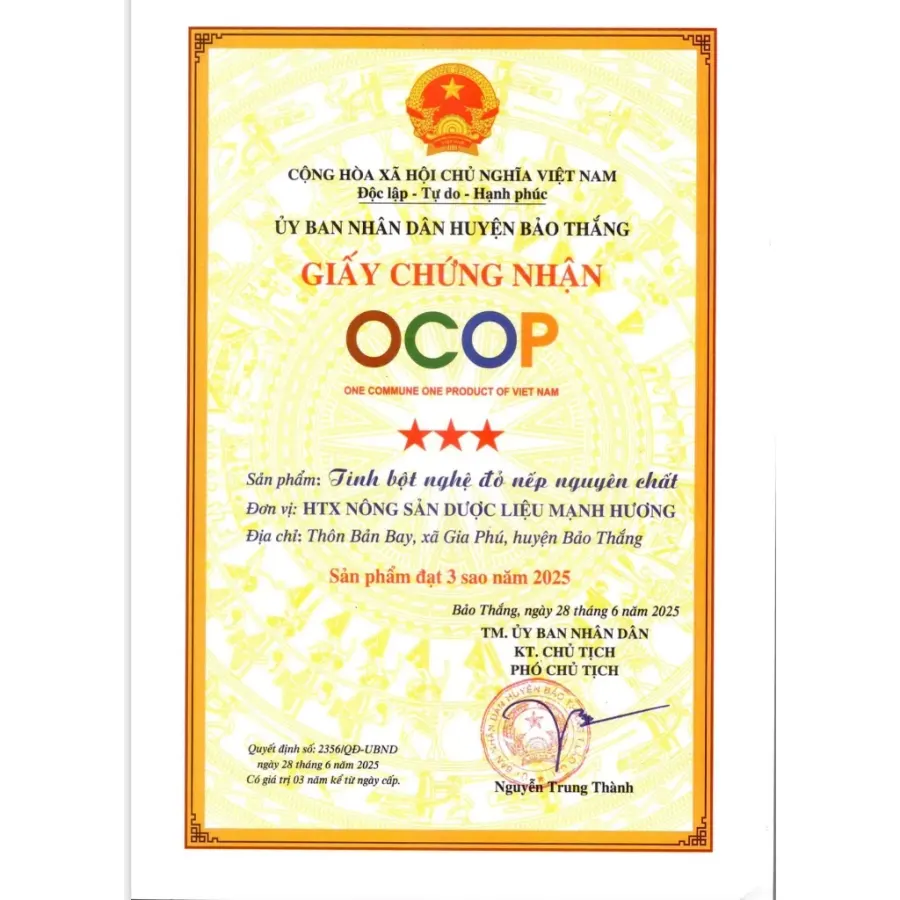 CỘNG HÒA XÃ HỘI CHỦ NGHĨA VIỆT NAM
Độc lập - Tự do - Hạnh phúc
ỦY BAN NHÂN DÂN HUYỆN BẢO THẮNG
GIẤY CHỨNG NHẬN
OCOP
ONE COMMUNE ONE PRODUCT OF VIET NAM
Sản phẩm: Tinh bột nghệ đỏ nếp nguyên chất
Đơn vị: HTX NÔNG SẢN DƯỢC LIỆU MẠNH HƯƠNG
Địa chỉ: Thôn Bản Bay, xã Gia Phú, huyện Bảo Thắng
Sản phẩm đạt 3 sao năm 2025
Bảo Thắng, ngày 28 tháng 6 năm 2025
TM. ỦY BAN NHÂN DÂN
KT. CHỦ TỊCH
PHÓ CHỦ TỊCH
Quyết định số: 2356/QĐ-UBND
ngày 28 tháng 6 năm 2025
Có giá trị 03 năm kể từ ngày cấp.
Nguyễn Trung Thành